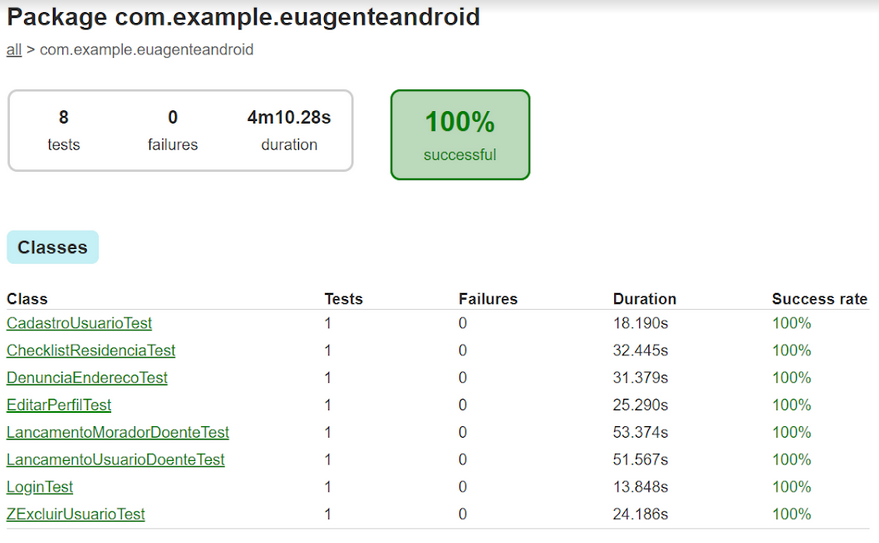 Package com.example.euagenteandroid
all > com.example.euagenteandroid
8 0 4m10.28s
tests failures duration
100%
successful
Classes
Class Tests Failures Duration Success rate
CadastroUsuarioTest 1 0 18.190s 100%
ChecklistResidenciaTest 1 0 32.445s 100%
DenunciaEnderecoTest 1 0 31.379s 100%
EditarPerfilTest 1 0 25.290s 100%
LancamentoMoradorDoenteTest 1 0 53.374s 100%
LancamentoUsuarioDoenteTest 1 0 51.567s 100%
LoginTest 1 0 13.848s 100%
ZExcluirUsuarioTest 1 0 24.186s 100%